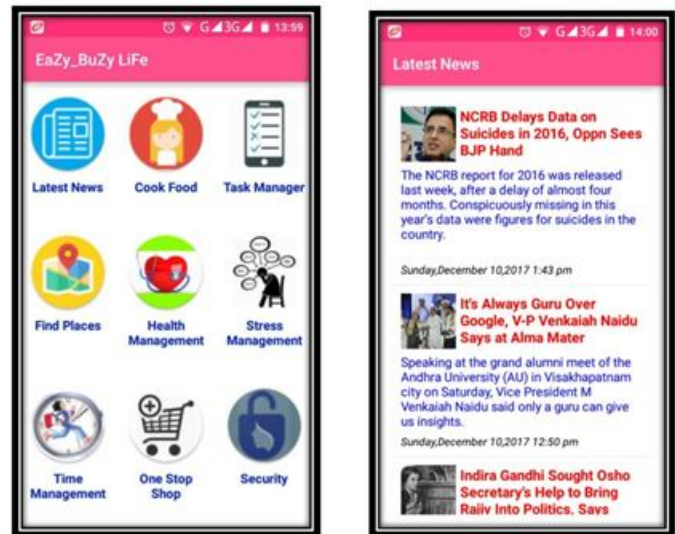 G 3G 13:59
EaZy_BuZy LiFe
Latest News
Cook Food
Task Manager
Find Places
Health
Management
Stress
Management
Time
Management
One Stop
Shop
Security
G 3G 14:00
Latest News
NCRB Delays Data on
Suicides in 2016, Oppn Sees
BJP Hand
The NCRB report for 2016 was released
last week, after a delay of almost four
months. Conspicuously missing in this
year's data were figures for suicides in the
country.
Sunday,December 10,2017 1:43 pm
It's Always Guru Over
Google, V-P Venkaiah Naidu
Says at Alma Mater
Speaking at the grand alumni meet of the
Andhra University (AU) in Visakhapatnam
city on Saturday, Vice President M
Venkaiah Naidu said only a guru can give
us insights.
Sunday,December 10,2017 12:50 pm
Indira Gandhi Sought Osho
Secretary's Help to Bring
Rajiv Into Politics, Says